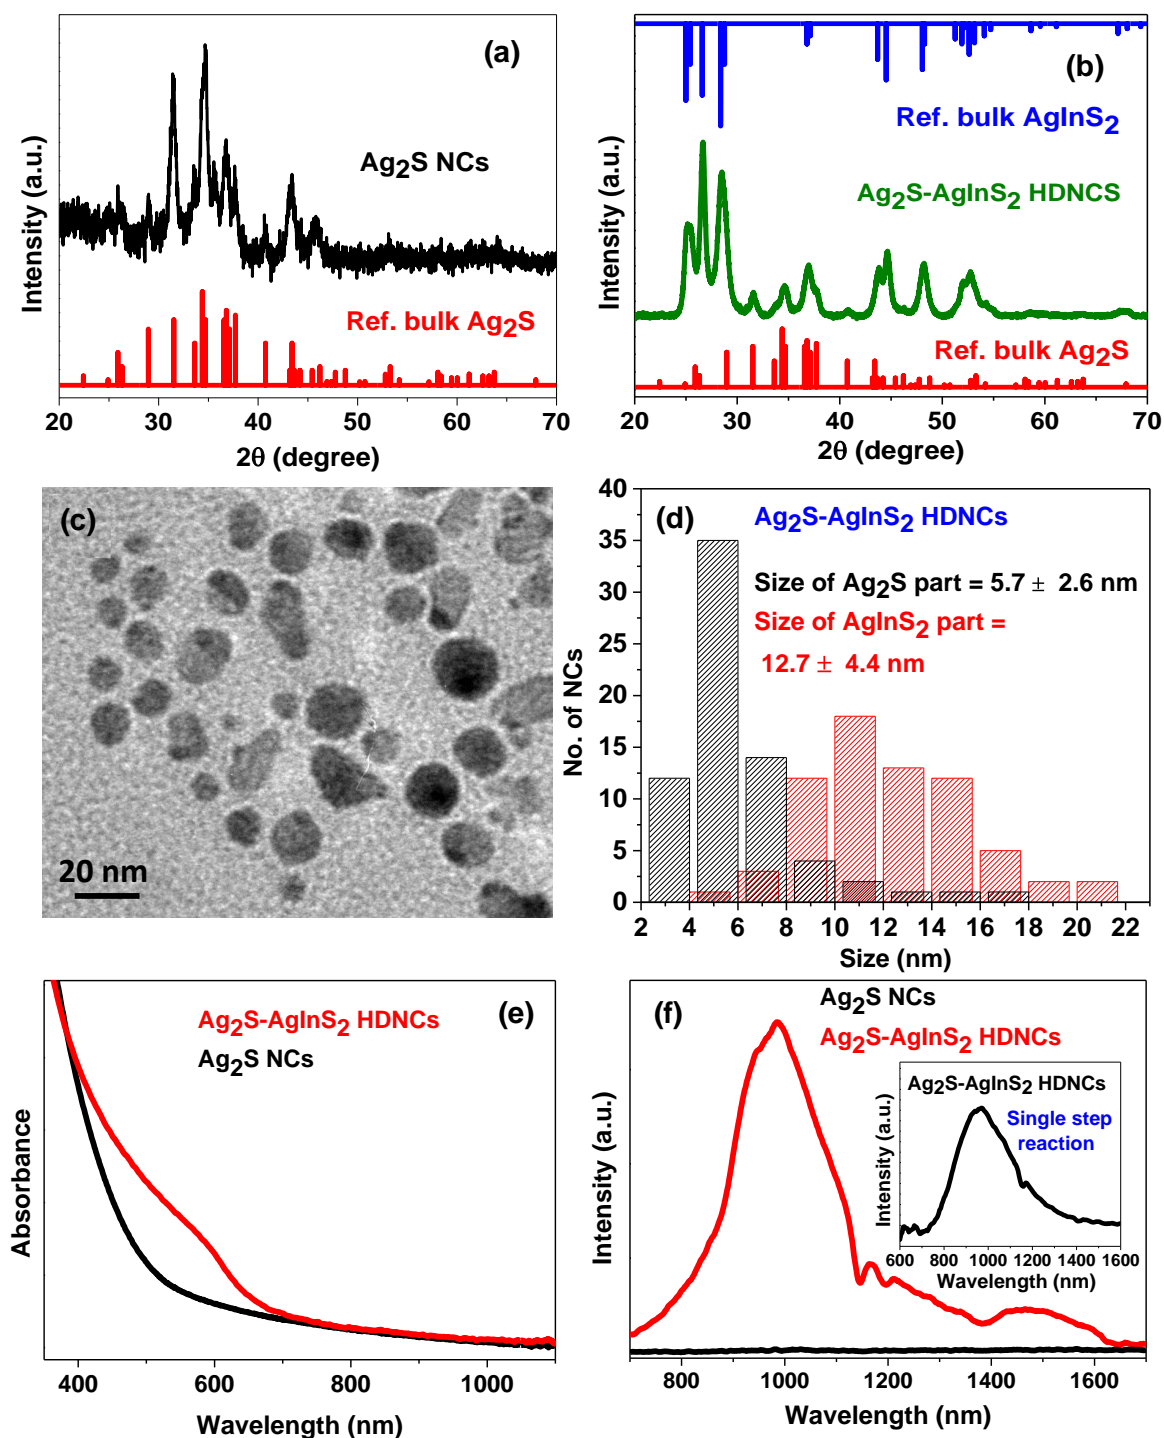 (a)
Ag2S NCs
Ref. bulk Ag2S
Intensity (a.u.)
20 30 40 50 60 70
2θ (degree)
(b)
Ref. bulk AgInS2
Ag2S-AgInS2 HDNCS
Ref. bulk Ag2S
Intensity (a.u.)
20 30 40 50 60 70
2θ (degree)
(c)
20 nm
(d)
Ag2S-AgInS2 HDNCs
Size of Ag2S part = 5.7 ± 2.6 nm
Size of AgInS2 part =
12.7 ± 4.4 nm
No. of NCs
40
35
30
25
20
15
10
5
0
2 4 6 8 10 12 14 16 18 20 22
Size (nm)
(e)
Ag2S-AgInS2 HDNCs
Ag2S NCs
Absorbance
400 600 800 1000
Wavelength (nm)
(f)
Ag2S NCs
Ag2S-AgInS2 HDNCs
Intensity (a.u.)
800 1000 1200 1400 1600
Wavelength (nm)
Ag2S-AgInS2 HDNCs
Single step
reaction
Intensity (a.u.)
600 800 1000 1200 1400 1600
Wavelength (nm)